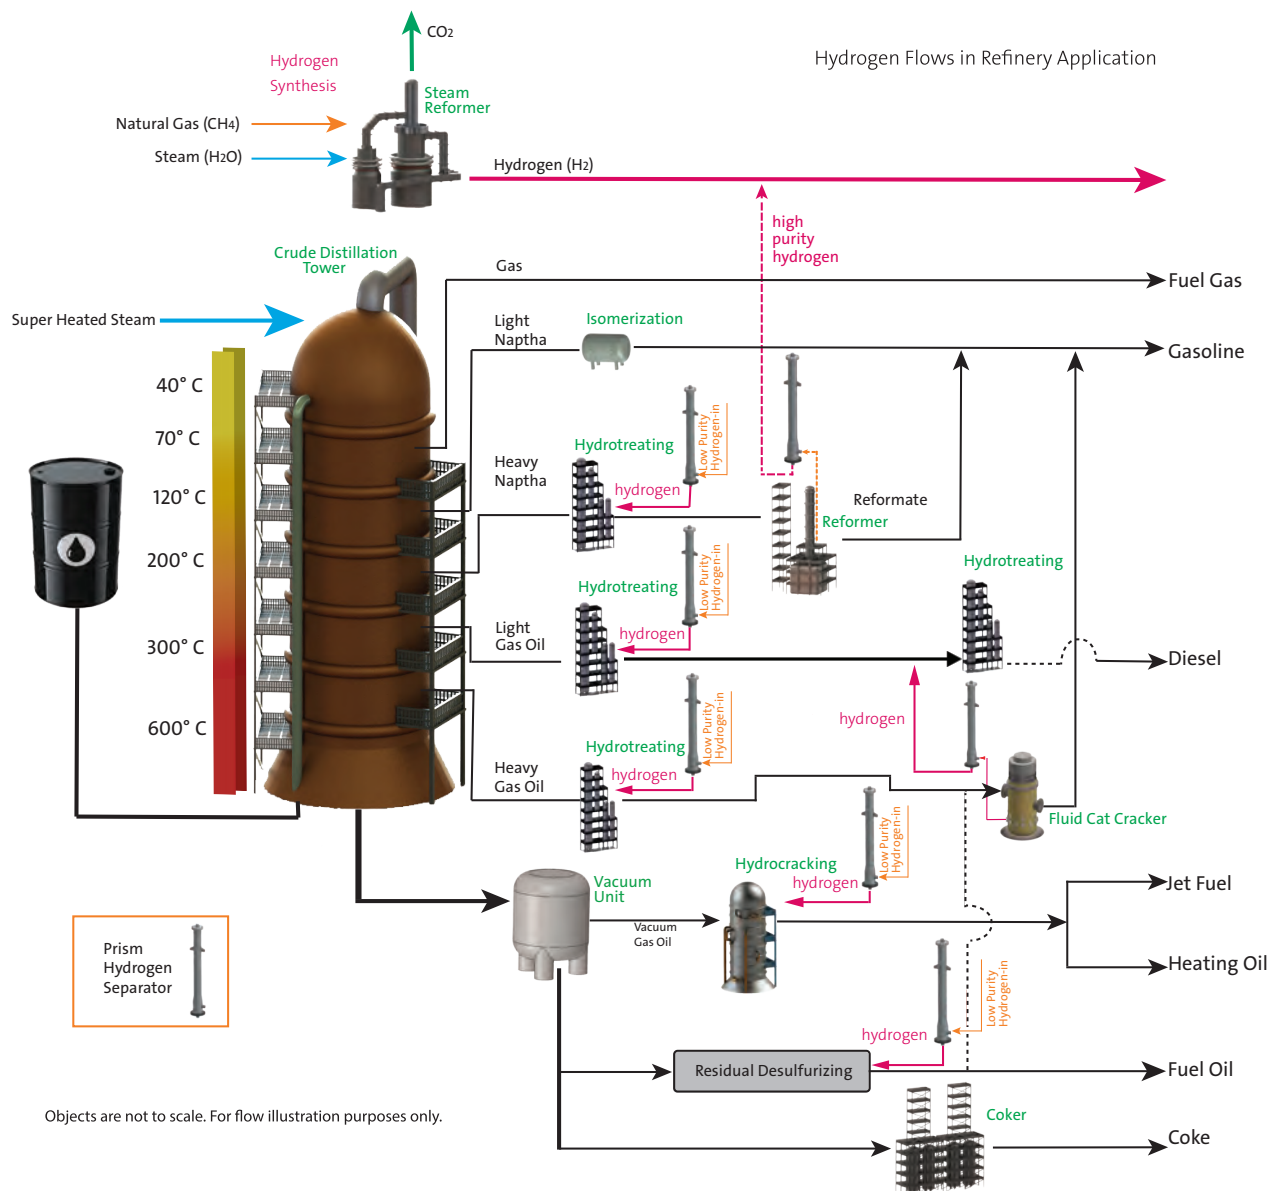 CO2
Hydrogen Flows in Refinery Application
Hydrogen
Synthesis
Steam
Reformer
Natural Gas (CH4)
Steam (H2O)
Hydrogen (H2)
high
purity
hydrogen
Crude Distillation
Tower
Gas
Fuel Gas
Super Heated Steam
Light
Naptha
Isomerization
Gasoline
40° C
70° C
120° C
200° C
300° C
600° C
Heavy
Naptha
Hydrotreating
Low Purity
Hydrogen-in
hydrogen
Reformate
Reformer
Hydrotreating
Low Purity
Hydrogen-in
hydrogen
Light
Gas Oil
Hydrotreating
Diesel
hydrogen
Hydrotreating
Low Purity
Hydrogen-in
hydrogen
Heavy
Gas Oil
Fluid Cat Cracker
Vacuum
Unit
Vacuum
Gas Oil
Hydrocracking
hydrogen
Low Purity
Hydrogen-in
Jet Fuel
Heating Oil
Prism
Hydrogen
Separator
hydrogen
Low Purity
Hydrogen-in
Residual Desulfurizing
Fuel Oil
Coker
Coke
Objects are not to scale. For flow illustration purposes only.